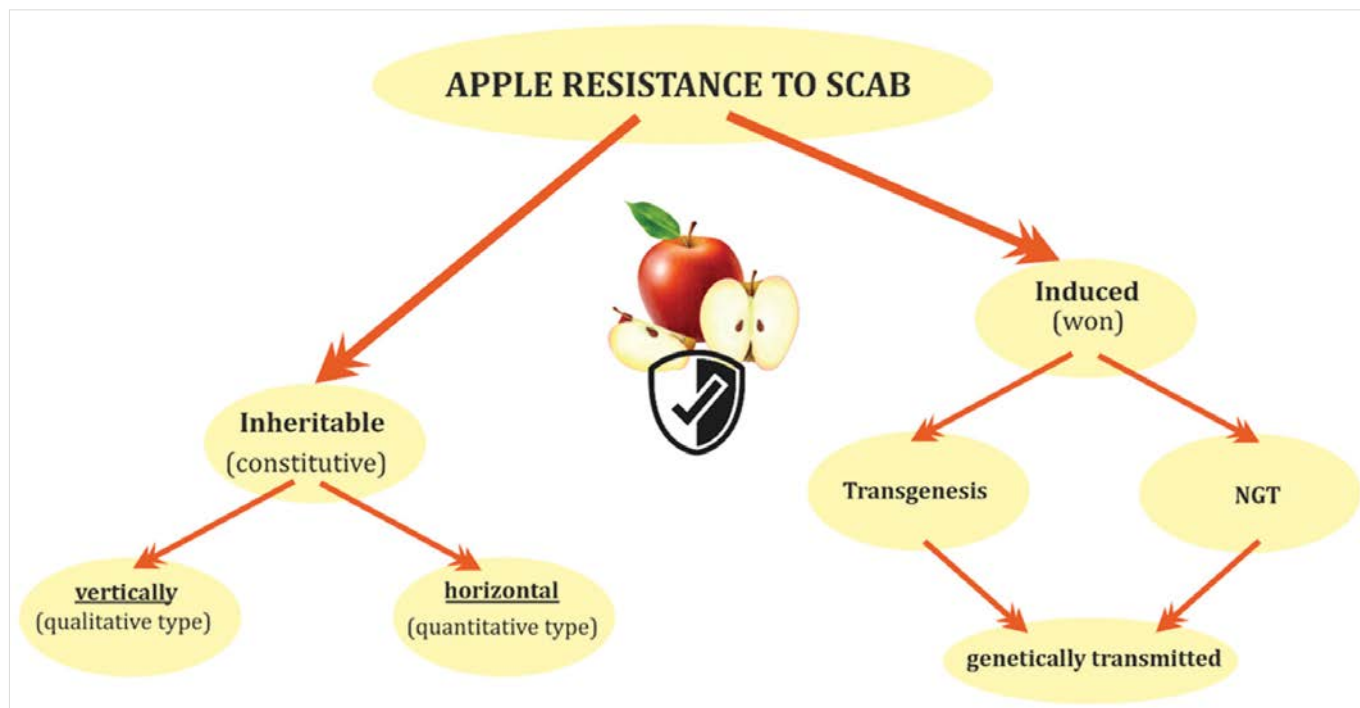 APPLE RESISTANCE TO SCAB
Induced
(won)
Inheritable
(constitutive)
Transgenesis
NGT
vertically
(qualitative type)
horizontal
(quantitative type)
genetically transmitted